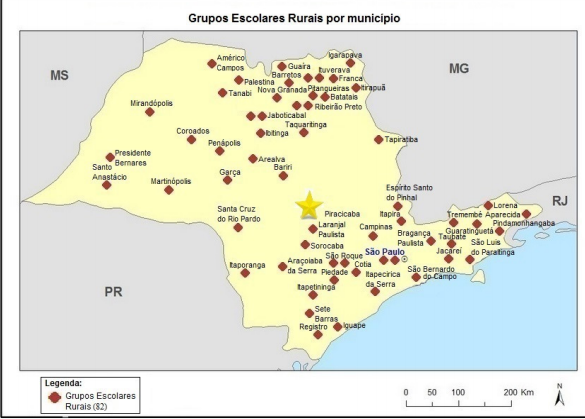 Grupos Escolares Rurais por municipio
MS
MG
RJ
PR
Américo
Campos
Guaíra
Igarapava
Ituverava
Palestina
Barretos
Franca
Tanabi
Nova Granada
Pitangueiras
Itirapuã
Batatais
Mirandópolis
Ribeirão Preto
Jaboticabal
Taquaritinga
Ibitinga
Coroados
Penápolis
Tapiratiba
Presidente
Bernares
Arealva
Bariri
Santo
Anastácio
Garça
Martinópolis
Espírito Santo
do Pinhal
Santa Cruz
do Rio Pardo
Piracicaba
Itapira
Lorena
Tremembé
Aparecida
Laranjal
Paulista
Campinas
Bragança
Paulista
Guaratinguetá
Pindamonhangaba
Taubaté
Sorocaba
São Luís
do Paraitinga
Jacareí
São Roque
São Paulo
Araçoiaba
da Serra
Cotia
Itaporanga
Piedade
Itapecirica
da Serra
São Bernardo
do Campo
Itapetininga
Sete
Barras
Registro
Iguape
Legenda:
Grupos Escolares
Rurais (82)
0 50 100 200 Km
N